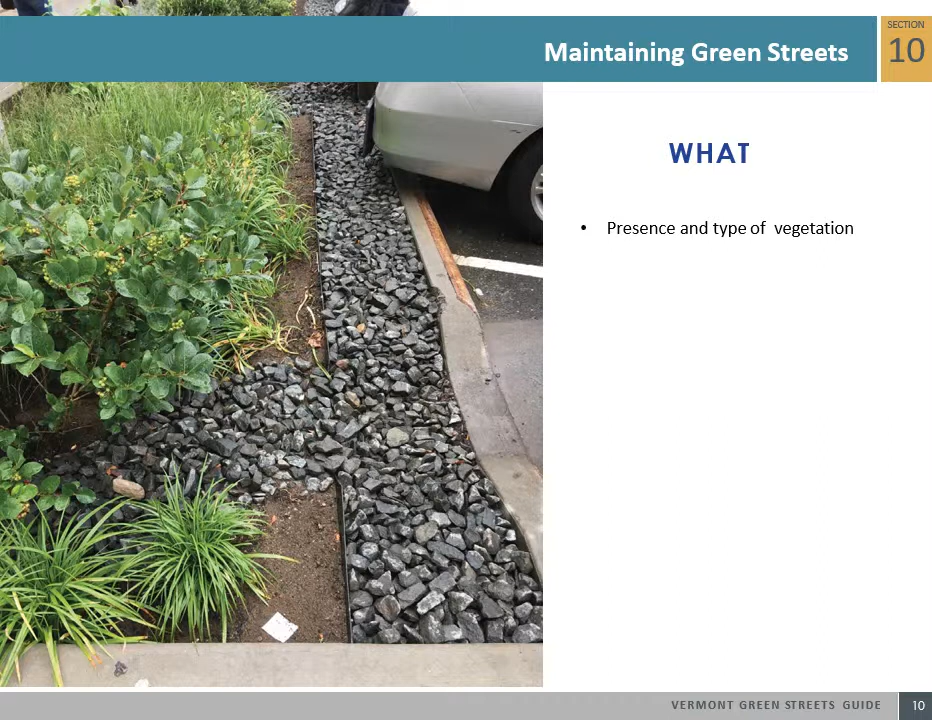 SECTION
10
Maintaining Green Streets
WHAT
• Presence and type of vegetation
VERMONT GREEN STREETS GUIDE
10